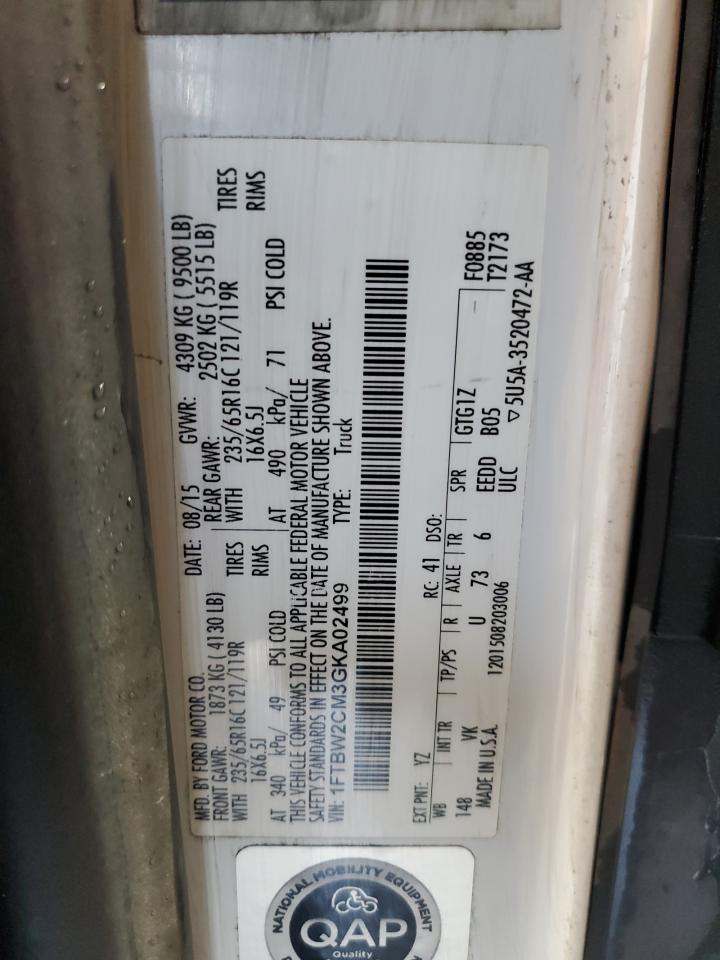 MFD. BY FORD MOTOR CO.
DATE: 08/15 GVWR: 4309 KG ( 9500 LB)
FRONT GAWR: 1873 KG ( 4130 LB) REAR GAWR: 2502 KG ( 5515 LB)
WITH 235/65R16C 121/119R TIRES WITH 235/65R16C 121/119R TIRES
16X6.5J RIMS 16X6.5J RIMS
AT 340 kPa/ 49 PSI COLD AT 490 kPa/ 71 PSI COLD
THIS VEHICLE CONFORMS TO ALL APPLICABLE FEDERAL MOTOR VEHICLE
SAFETY STANDARDS IN EFFECT ON THE DATE OF MANUFACTURE SHOWN ABOVE.
VIN: 1FTBW2CM3GKA02499 TYPE: Truck
EXT PNT: YZ RC: 41 DSO: F0885
WB INT TR TP/PS R AXLE TR SPR GTG1Z T2173
148 VK U 73 6 EEDD B05
MADE IN U.S.A. 1201508203006 ULC ▽5U5A-3520472-AA
NATIONAL MOBILITY EQUIPMENT
QAP
Quality